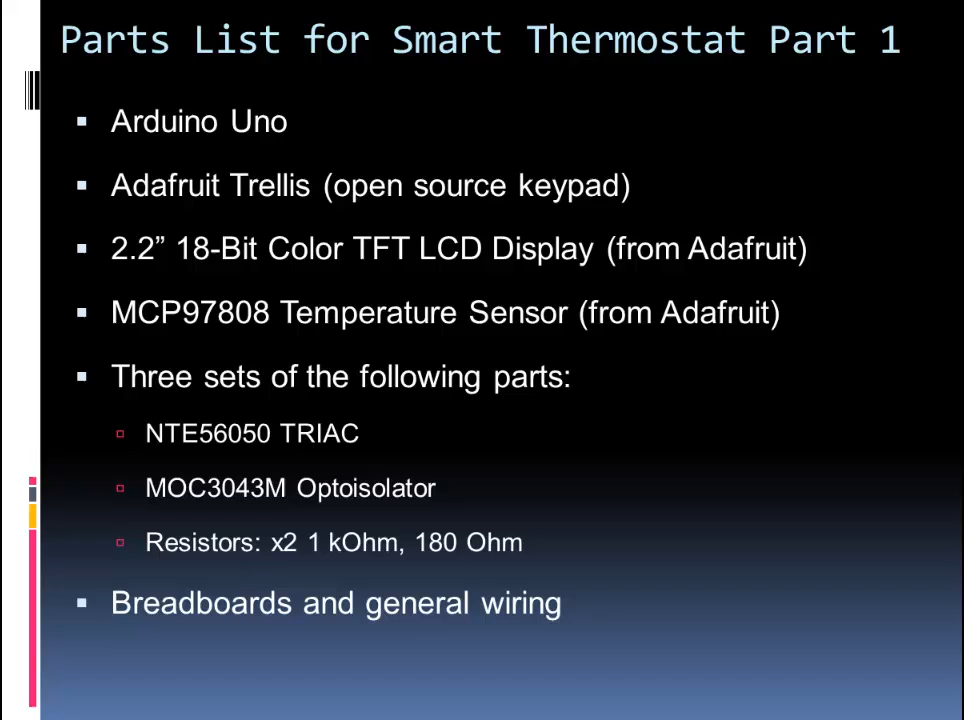 Parts List for Smart Thermostat Part 1
Arduino Uno
Adafruit Trellis (open source keypad)
2.2” 18-Bit Color TFT LCD Display (from Adafruit)
MCP97808 Temperature Sensor (from Adafruit)
Three sets of the following parts:
NTE56050 TRIAC
MOC3043M Optoisolator
Resistors: x2 1 kOhm, 180 Ohm
Breadboards and general wiring